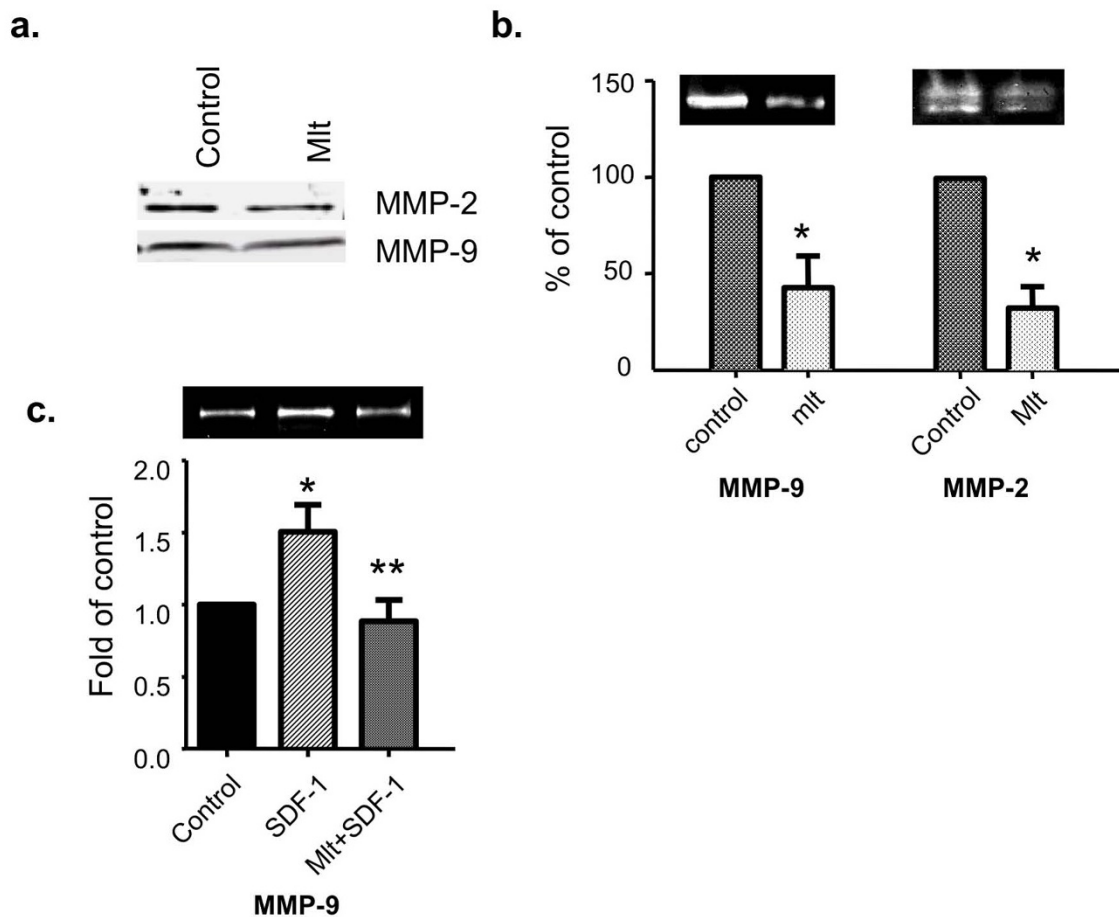 a.
Control
Mlt
MMP-2
MMP-9
b.
% of control
150
100
50
0
*
*
control
mlt
Control
Mlt
MMP-9
MMP-2
c.
Fold of control
2.0
1.5
1.0
0.5
0.0
*
**
Control
SDF-1
Mlt+SDF-1
MMP-9